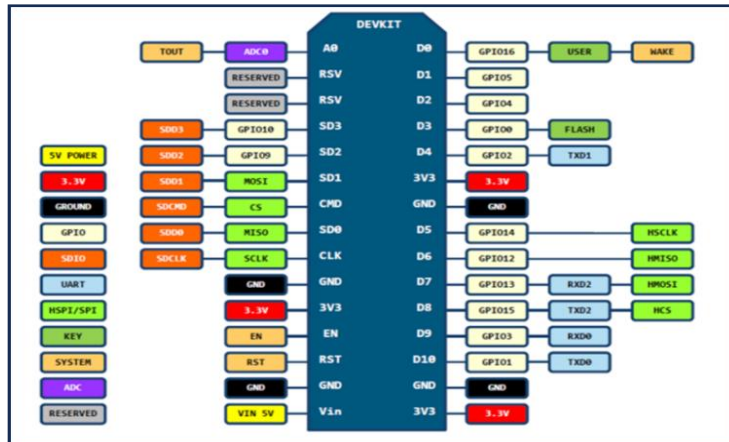 DEVKIT
TOUT ADC0 A0 D0 GPIO16 USER WAKE
RESERVED RSV D1 GPIO5
RESERVED RSV D2 GPIO4
SDD3 GPIO10 SD3 D3 GPIO0 FLASH
5V POWER SDD2 GPIO9 SD2 D4 GPIO2 TXD1
3.3V SDD1 MOSI SD1 3V3 3.3V
GROUND SDCMD CS CMD GND GND
GPIO SDD0 MISO SD0 D5 GPIO14 HSCLK
SDIO SDCLK SCLK CLK D6 GPIO12 HMISO
UART GND GND D7 GPIO13 RXD2 HMOSI
HSPI/SPI 3.3V 3V3 D8 GPIO15 TXD2 HCS
KEY EN EN D9 GPIO3 RXD0
SYSTEM RST RST D10 GPIO1 TXD0
ADC GND GND GND GND
RESERVED VIN 5V Vin 3V3 3.3V